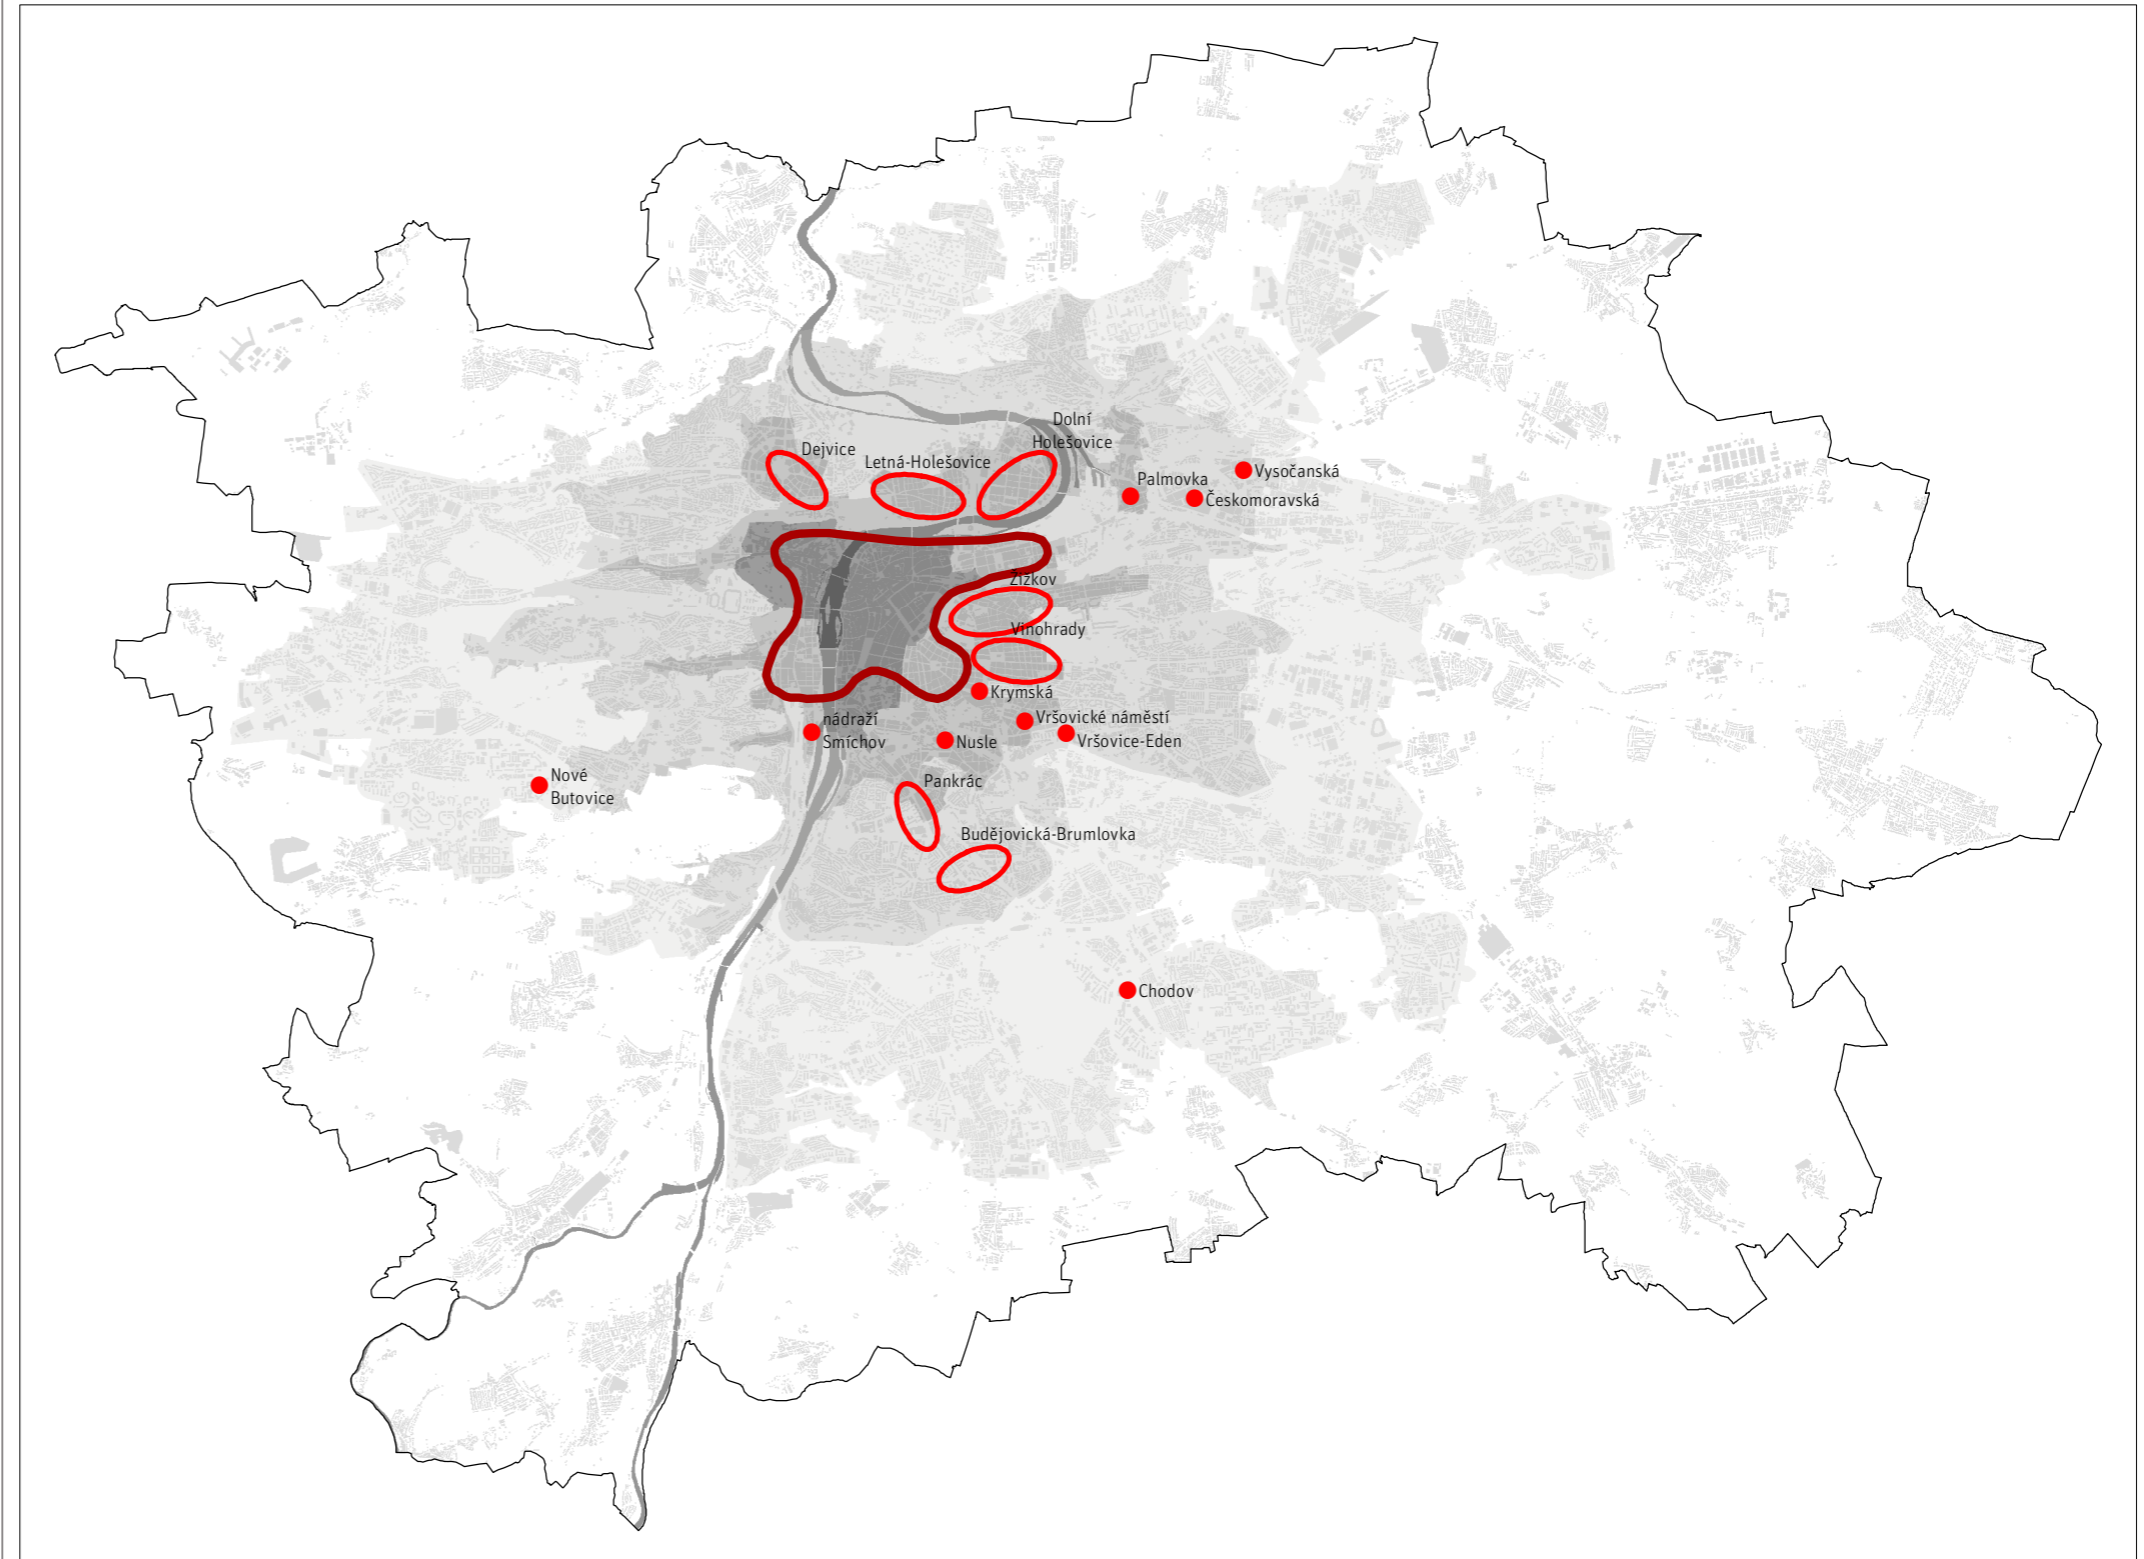 Dolní
Holešovice
Dejvice
Letná-Holešovice
Vysočanská
Palmovka
Českomoravská
Žižkov
Vinohrady
Krymská
nádraží
Smíchov
Vršovické náměstí
Nusle
Vršovice-Eden
Nové
Butovice
Pankrác
Budějovická-Brumlovka
Chodov